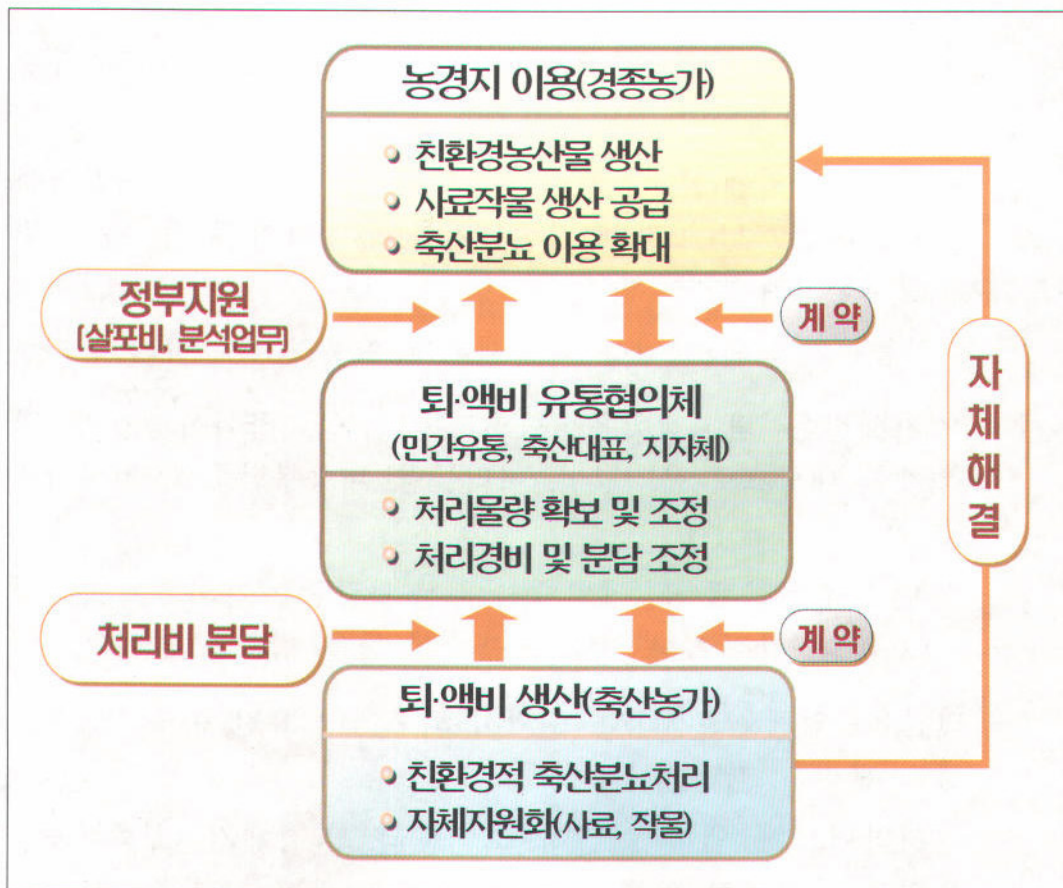 농경지 이용(경종농가)
친환경농산물 생산
사료작물 생산 공급
축산분뇨 이용 확대
정부지원
(살포비, 분석업무)
계약
퇴·액비 유통협의체
(민간유통, 축산대표, 지자체)
처리물량 확보 및 조정
처리경비 및 분담 조정
자체해결
처리비 분담
계약
퇴·액비 생산(축산농가)
친환경적 축산분뇨처리
자체자원화(사료, 작물)